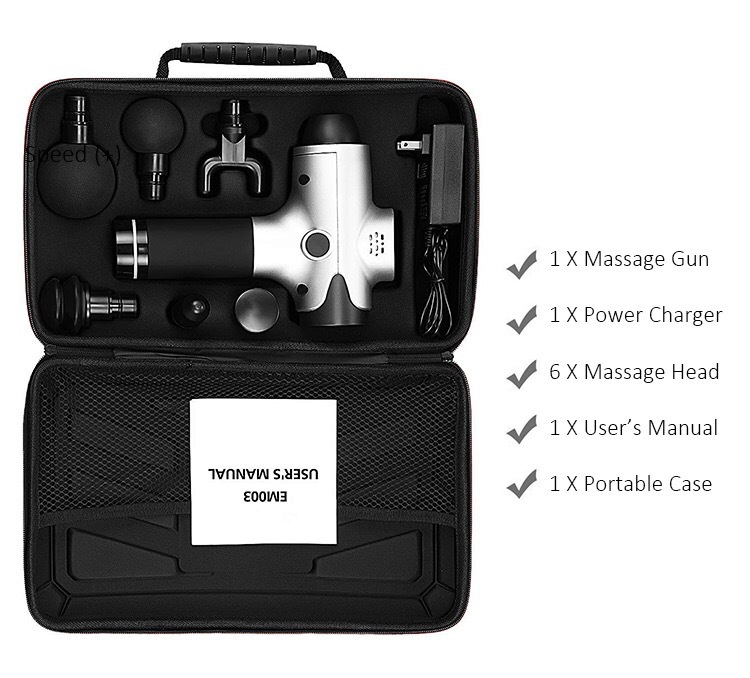 Speed (+)
1 X Massage Gun
1 X Power Charger
6 X Massage Head
1 X User’s Manual
1 X Portable Case
EM003
USER'S MANUAL